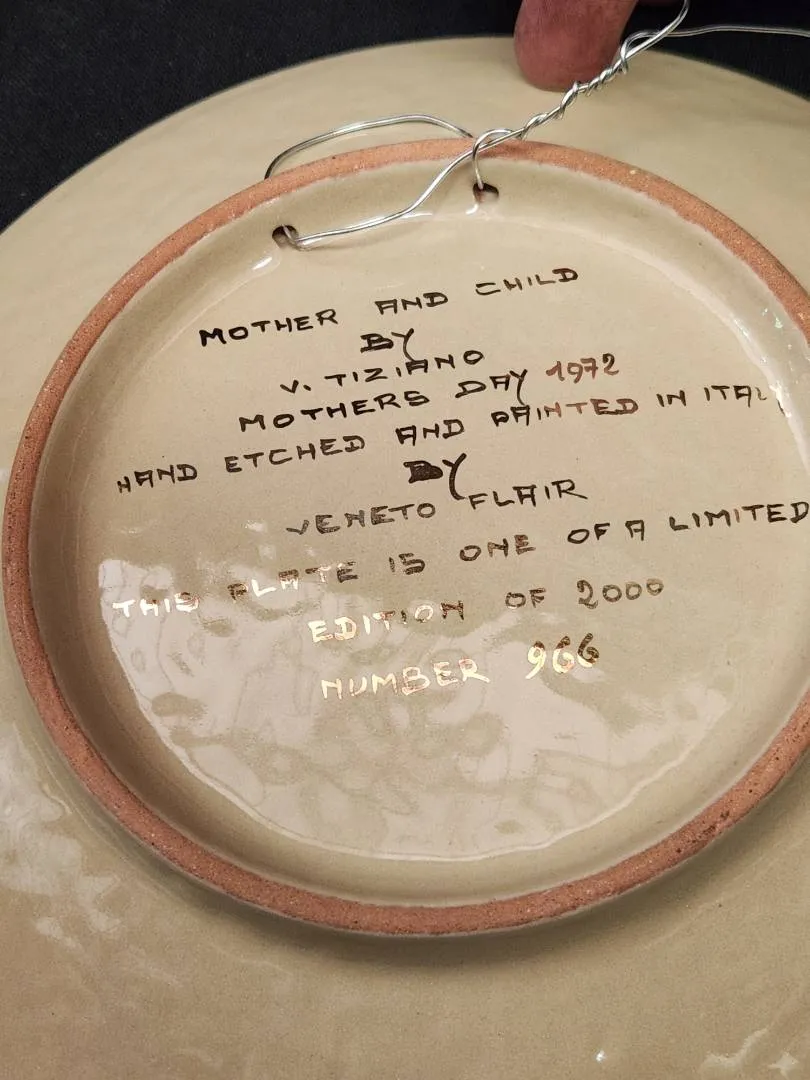 MOTHER AND CHILD
BY
V. TIZIANO
MOTHERS DAY 1972
HAND ETCHED AND PAINTED IN ITALY
BY
VENETO FLAIR
THIS PLATE IS ONE OF A LIMITED
EDITION OF 2000
NUMBER 966